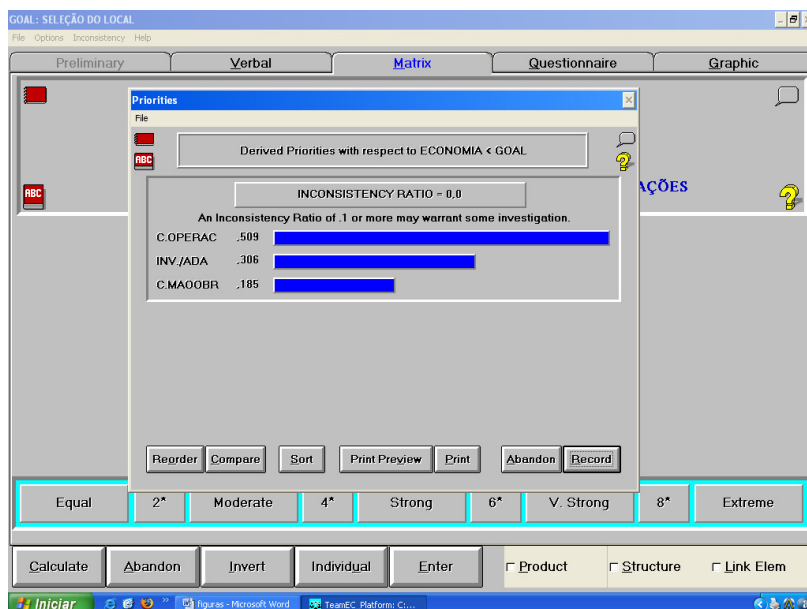 GOAL: SELEÇÃO DO LOCAL
File Options Inconsistency Help
Preliminary Verbal Matrix Questionnaire Graphic
Priorities
File
ABC Derived Priorities with respect to ECONOMIA < GOAL
ABC AÇÕES
INCONSISTENCY RATIO = 0,0
An Inconsistency Ratio of .1 or more may warrant some investigation.
C.OPERAC ,509
INV./ADA ,306
C.MAOOBR ,185
Reorder Compare Sort Print Preview Print Abandon Record
Equal 2* Moderate 4* Strong 6* V. Strong 8* Extreme
Calculate Abandon Invert Individual Enter Product Structure Link Elem
Iniciar figuras - Microsoft Word TeamEC Platform: C:...